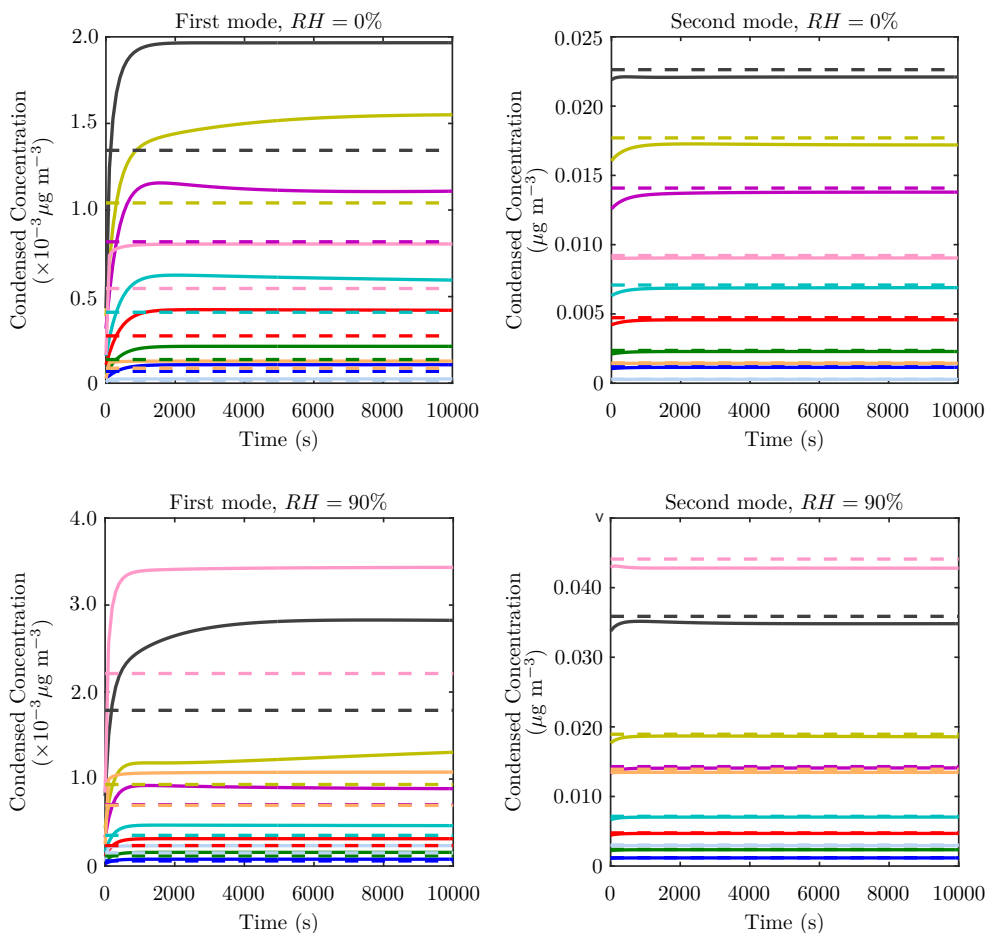 First mode, RH = 0%
2.0
1.5
1.0
0.5
0
0 2000 4000 6000 8000 10000
Time (s)
Condensed Concentration
(×10⁻³μg m⁻³)
Second mode, RH = 0%
0.025
0.020
0.015
0.010
0.005
0
0 2000 4000 6000 8000 10000
Time (s)
Condensed Concentration
(μg m⁻³)
First mode, RH = 90%
4.0
3.0
2.0
1.0
0
0 2000 4000 6000 8000 10000
Time (s)
Condensed Concentration
(×10⁻³μg m⁻³)
Second mode, RH = 90%
v
0.040
0.030
0.020
0.010
0
0 2000 4000 6000 8000 10000
Time (s)
Condensed Concentration
(μg m⁻³)